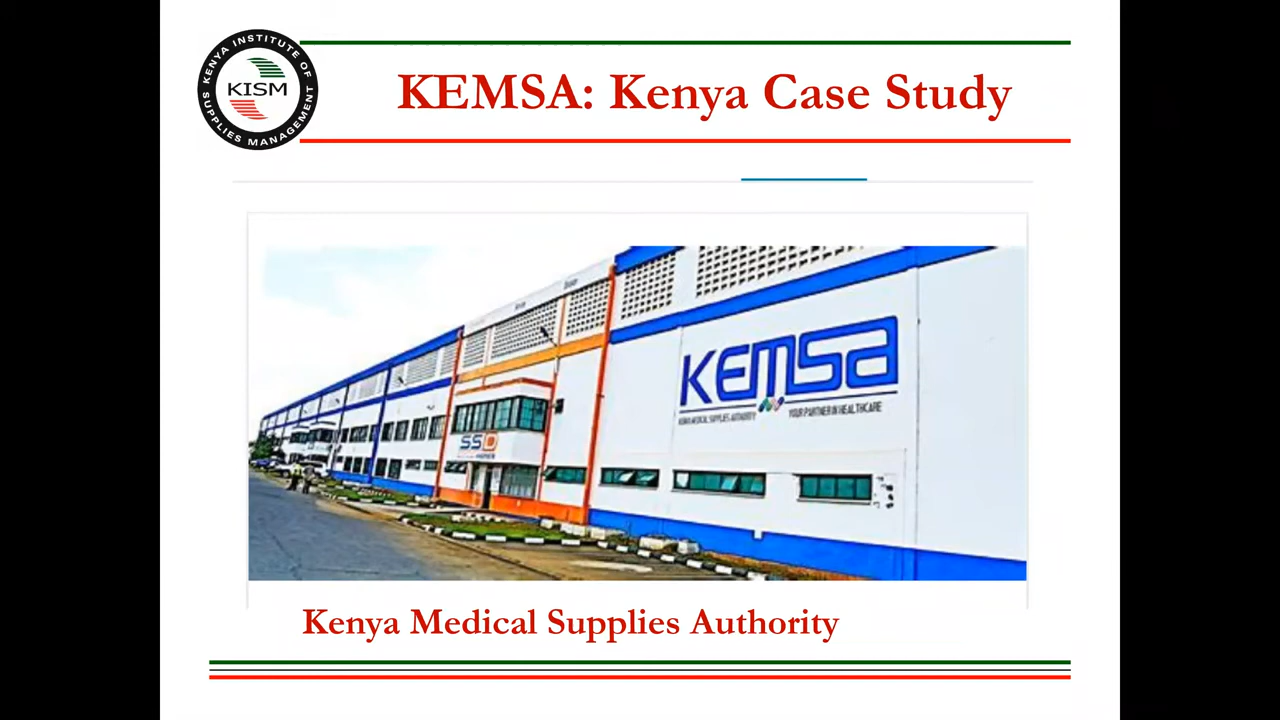 KENYA INSTITUTE OF
SUPPLIES MANAGEMENT
KISM
KEMSA: Kenya Case Study
KEMSA
KENYA MEDICAL SUPPLIES AUTHORITY
YOUR PARTNER IN HEALTHCARE
SSD
Kenya Medical Supplies Authority